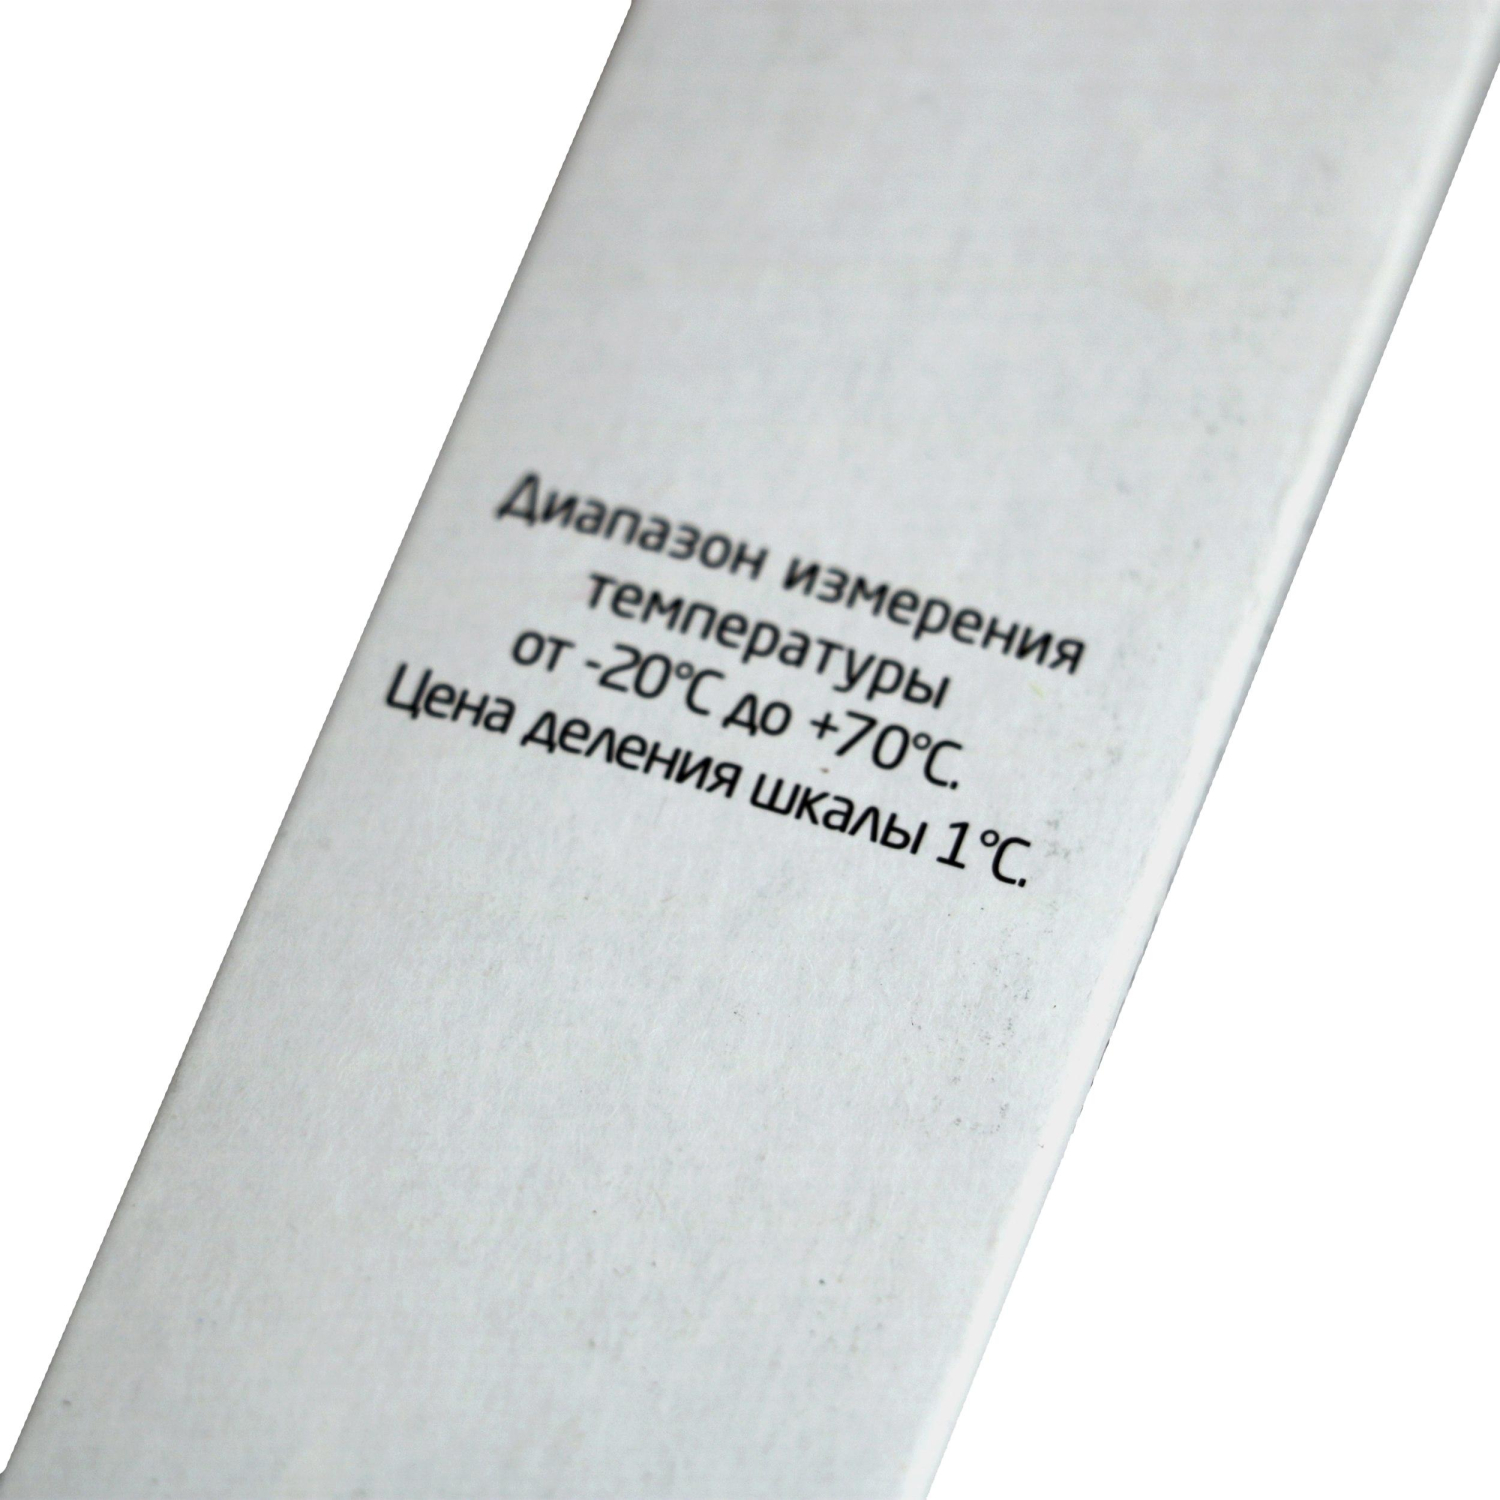 Диапазон измерения
температуры
от -20°C до +70°C.
Цена деления шкалы 1°C.